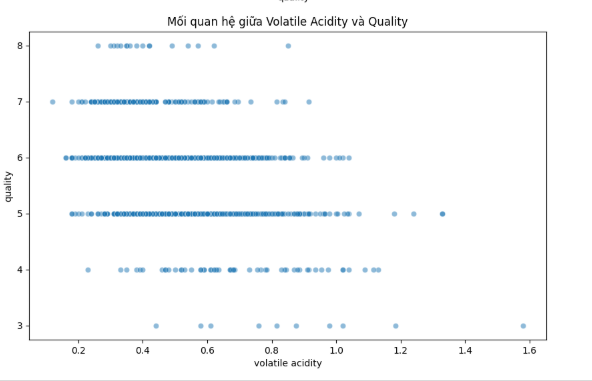 quality
Mối quan hệ giữa Volatile Acidity và Quality
8
7
6
5
4
3
quality
0.2 0.4 0.6 0.8 1.0 1.2 1.4 1.6
volatile acidity